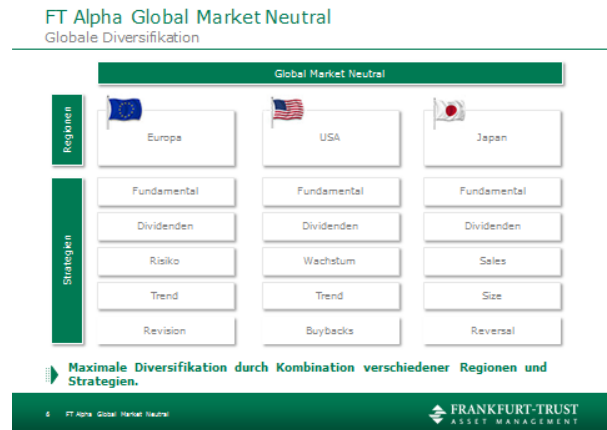 FT Alpha Global Market Neutral
Globale Diversifikation
Global Market Neutral
Regionen
Europa
USA
Japan
Strategien
Fundamental
Fundamental
Fundamental
Dividenden
Dividenden
Dividenden
Risiko
Wachstum
Sales
Trend
Trend
Size
Revision
Buybacks
Reversal
Maximale Diversifikation durch Kombination verschiedener Regionen und
Strategien.
6 FT Alpha Global Market Neutral
FRANKFURT-TRUST
ASSET MANAGEMENT